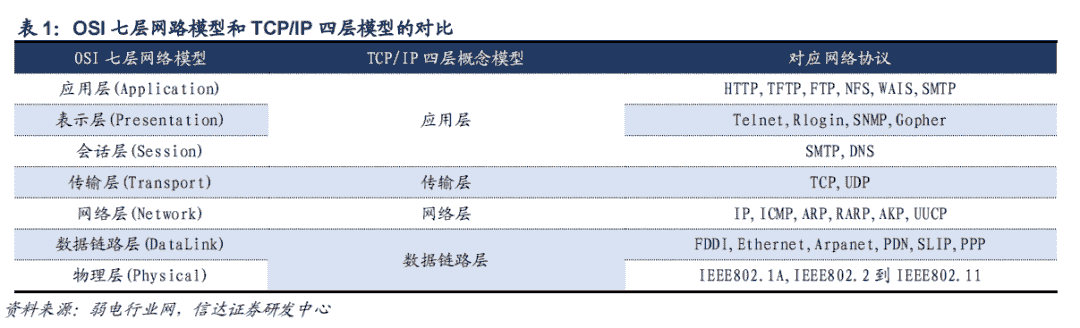 表 1：OSI 七层网路模型和 TCP/IP 四层模型的对比
OSI 七层网络模型 TCP/IP 四层概念模型 对应网络协议
应用层(Application) HTTP,TFTP,FTP,NFS,WAIS,SMTP
表示层(Presentation) 应用层 Telnet,Rlogin,SNMP,Gopher
会话层(Session) SMTP,DNS
传输层(Transport) 传输层 TCP,UDP
网络层(Network) 网络层 IP,ICMP,ARP,RARP,AKP,UUCP
数据链路层(DataLink) FDDI,Ethernet,Arpanet,PDN,SLIP,PPP
数据链路层
物理层(Physical) IEEE802.1A,IEEE802.2 到 IEEE802.11
资料来源：弱电行业网，信达证券研发中心